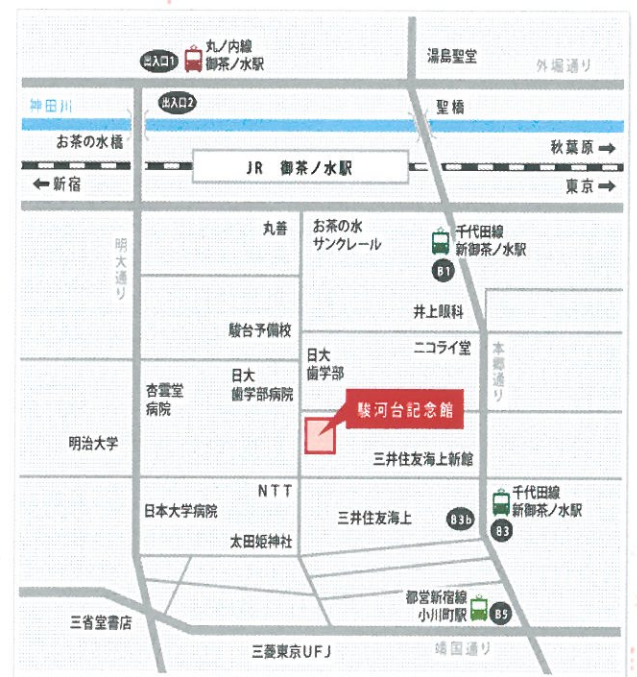 丸ノ内線
御茶ノ水駅
出入口1
湯島聖堂
外堀通り
神田川
出入口2
聖橋
お茶の水橋
秋葉原→
JR 御茶ノ水駅
←新宿
東京→
丸善
お茶の水
サンクレール
千代田線
新御茶ノ水駅
B1
明大通り
井上眼科
駿台予備校
ニコライ堂
日大
歯学部
本郷通り
日大
歯学部病院
杏雲堂
病院
駿河台記念館
明治大学
三井住友海上新館
NTT
千代田線
新御茶ノ水駅
日本大学病院
三井住友海上
B3b
B3
太田姫神社
都営新宿線
小川町駅
B5
三省堂書店
三菱東京UFJ
靖国通り